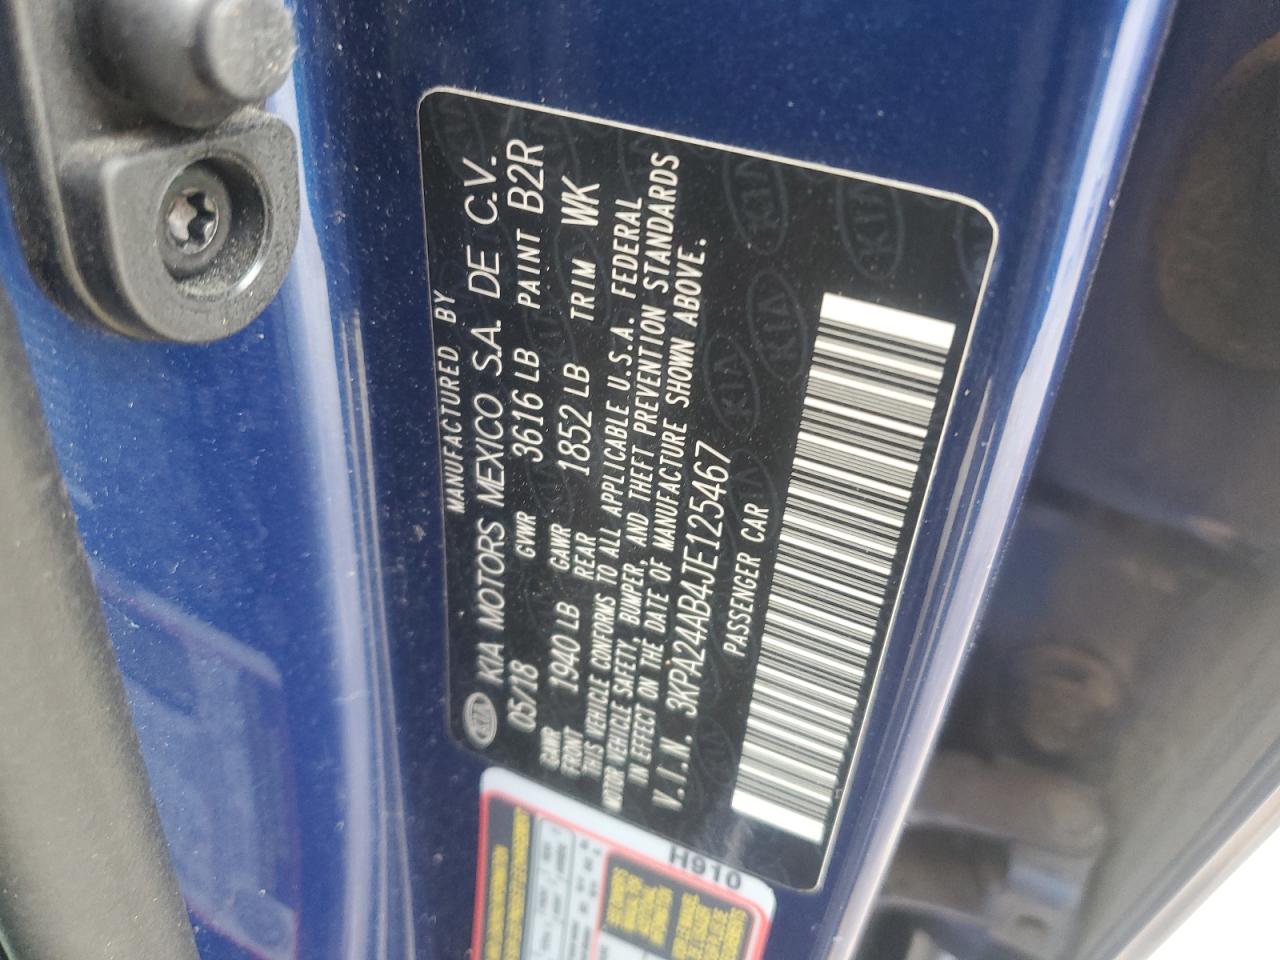 MANUFACTURED BY
KIA KIA MOTORS MEXICO S.A. DE C.V.
05/18 GVWR 3616 LB PAINT B2R
GAWR FRONT 1940 LB GAWR REAR 1852 LB TRIM WK
THIS VEHICLE CONFORMS TO ALL APPLICABLE U.S.A. FEDERAL
MOTOR VEHICLE SAFETY, BUMPER, AND THEFT PREVENTION STANDARDS
IN EFFECT ON THE DATE OF MANUFACTURE SHOWN ABOVE.
V.I.N. 3KPA24AB4JE125467
PASSENGER CAR
H910